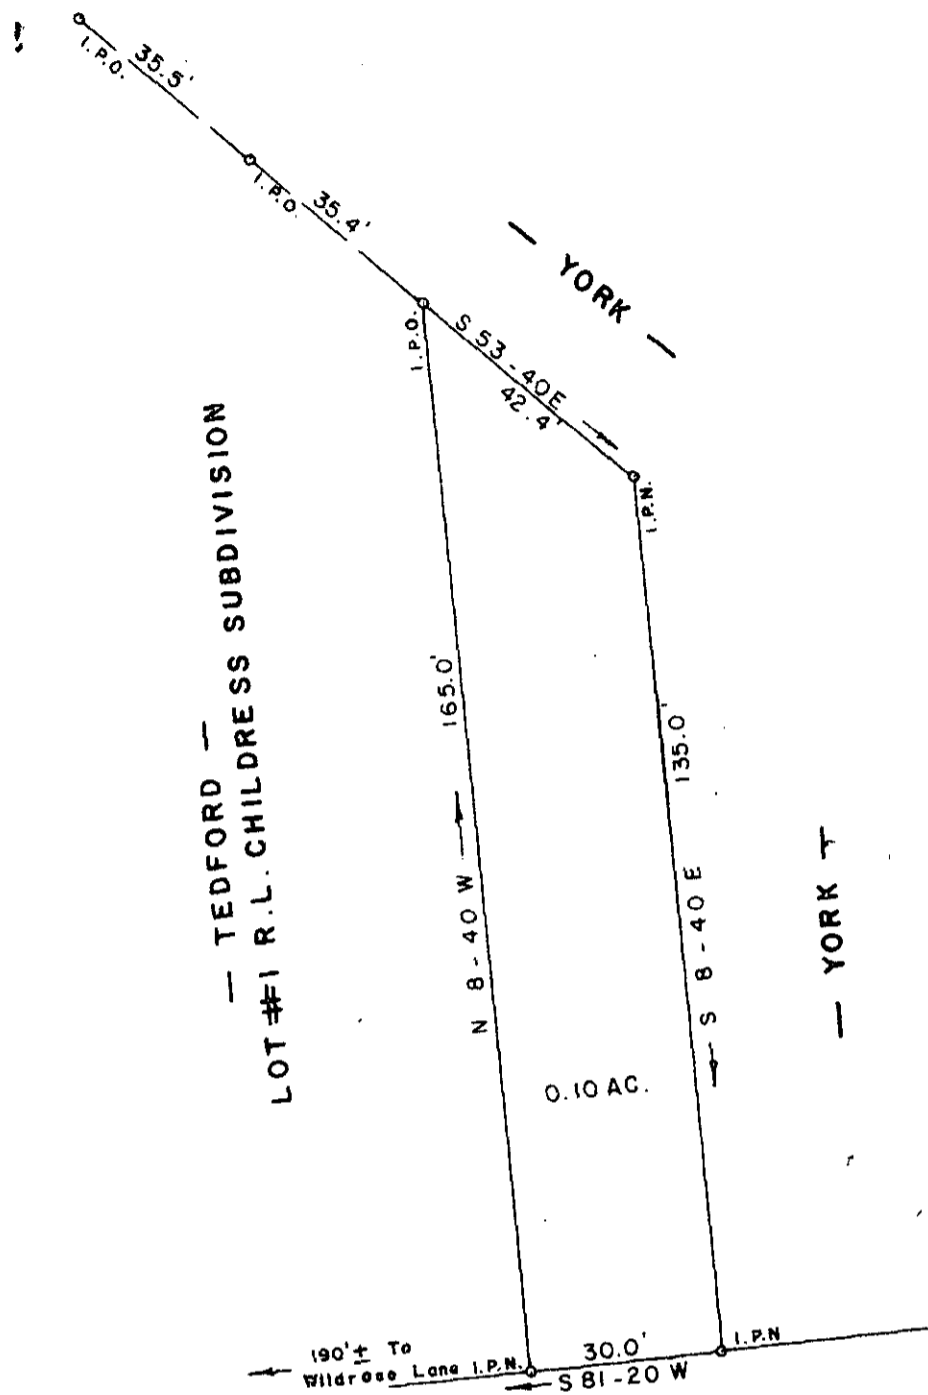 I.P.O.
35.5'
I.P.O.
35.4'
— YORK —
I.P.O.
S 53-40E
42.4'
I.P.N.
— TEDFORD —
LOT #1 R.L. CHILDRESS SUBDIVISION
165.0'
N 8-40 W
135.0'
S 8-40 E
— YORK —
0.10 AC.
190'± To
Wildrose Lane
I.P.N.
30.0'
S 81-20 W
I.P.N